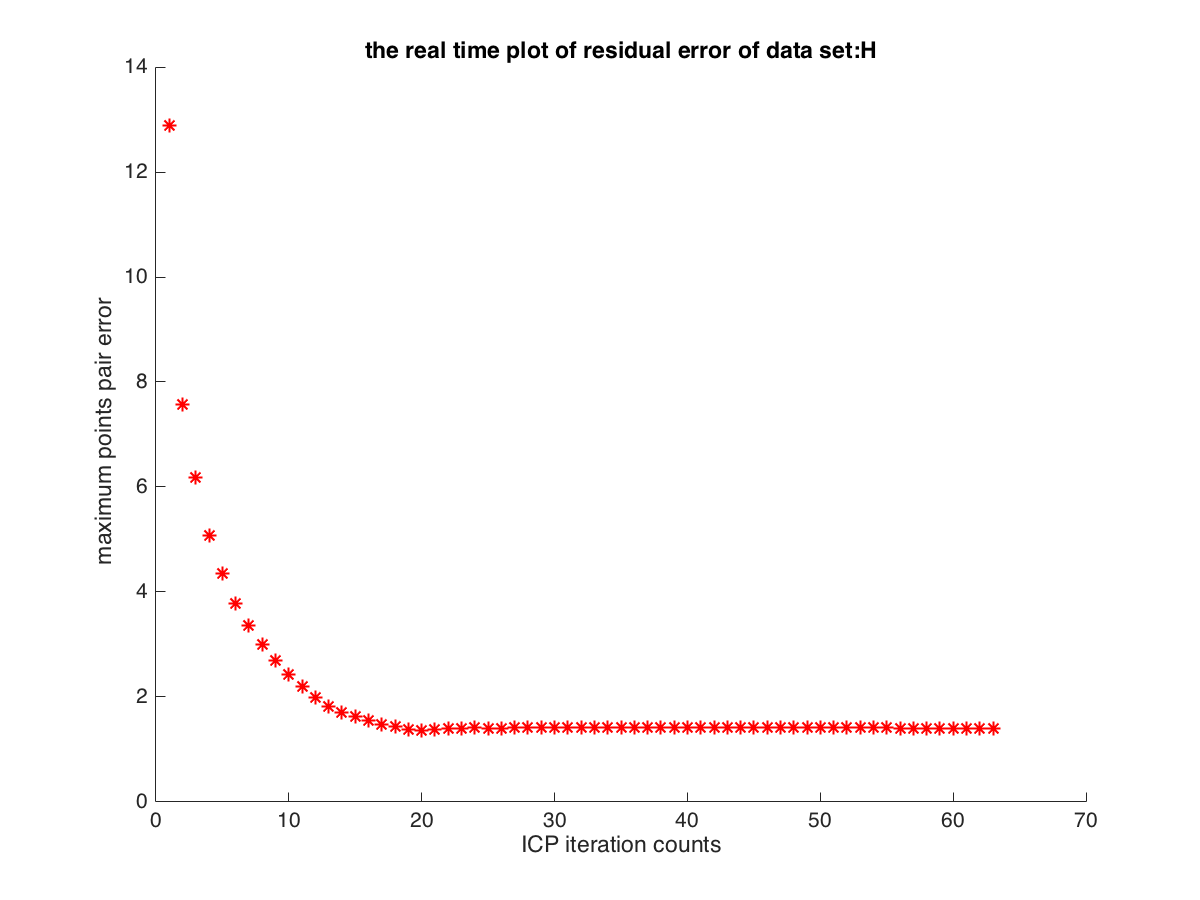 the real time plot of residual error of data set:H
14
12
10
8
6
4
2
0
maximum points pair error
0 10 20 30 40 50 60 70
ICP iteration counts